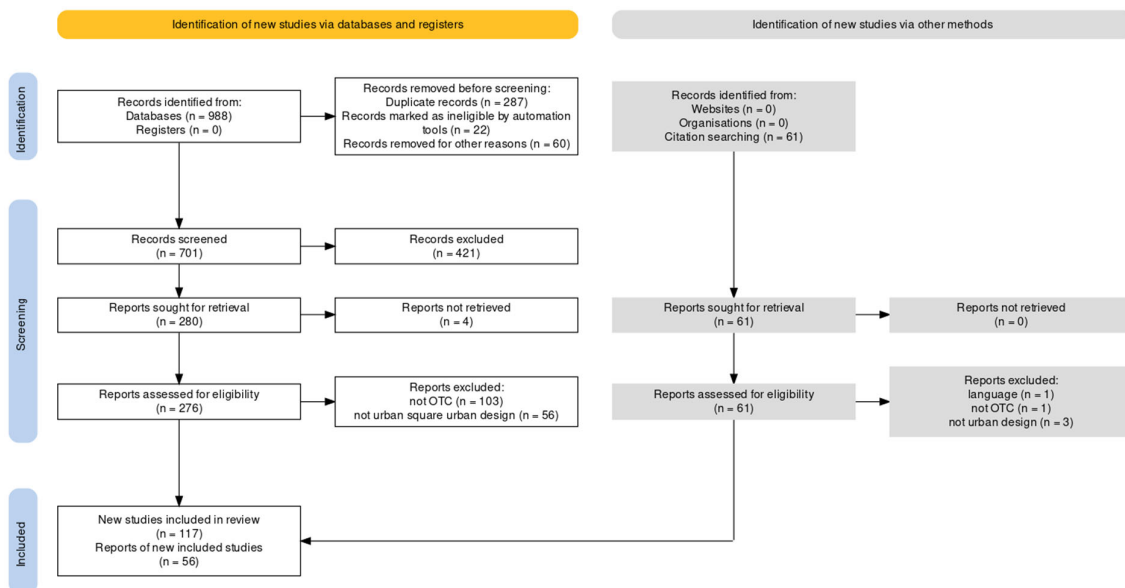 Identification of new studies via databases and registers
Identification of new studies via other methods
Identification
Records identified from:
Databases (n = 988)
Registers (n = 0)
Records removed before screening:
Duplicate records (n = 287)
Records marked as ineligible by automation
tools (n = 22)
Records removed for other reasons (n = 60)
Records identified from:
Websites (n = 0)
Organisations (n = 0)
Citation searching (n = 61)
Screening
Records screened
(n = 701)
Records excluded
(n = 421)
Reports sought for retrieval
(n = 280)
Reports not retrieved
(n = 4)
Reports sought for retrieval
(n = 61)
Reports not retrieved
(n = 0)
Reports assessed for eligibility
(n = 276)
Reports excluded:
not OTC (n = 103)
not urban square urban design (n = 56)
Reports assessed for eligibility
(n = 61)
Reports excluded:
language (n = 1)
not OTC (n = 1)
not urban design (n = 3)
Included
New studies included in review
(n = 117)
Reports of new included studies
(n = 56)